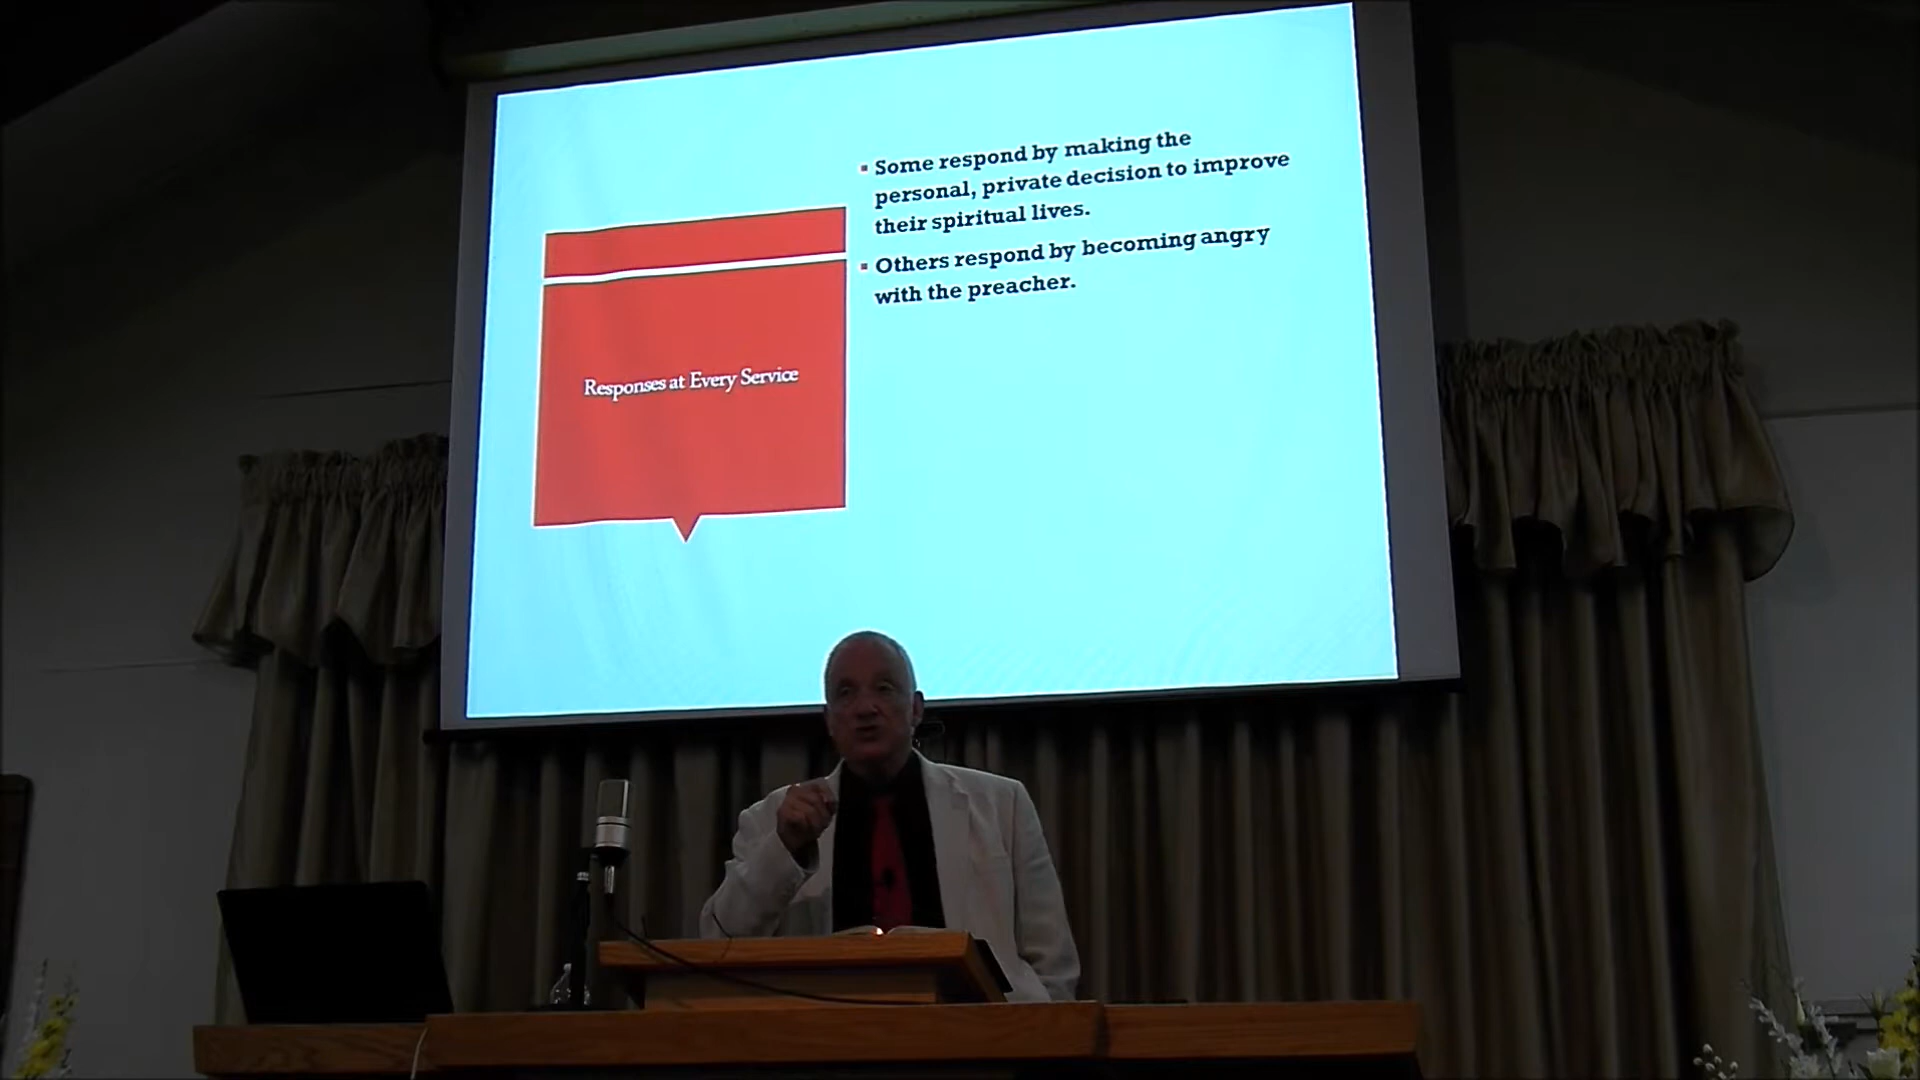 Responses at Every Service
▪ Some respond by making the
personal, private decision to improve
their spiritual lives.
▪ Others respond by becoming angry
with the preacher.